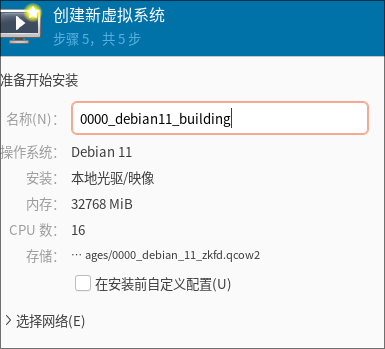 创建新虚拟系统
步骤 5，共 5 步
准备开始安装
名称(N)： 0000_debian11_building
操作系统： Debian 11
安装： 本地光驱/映像
内存： 32768 MiB
CPU 数： 16
存储： ··· ages/0000_debian_11_zkfd.qcow2
在安装前自定义配置(U)
选择网络(E)